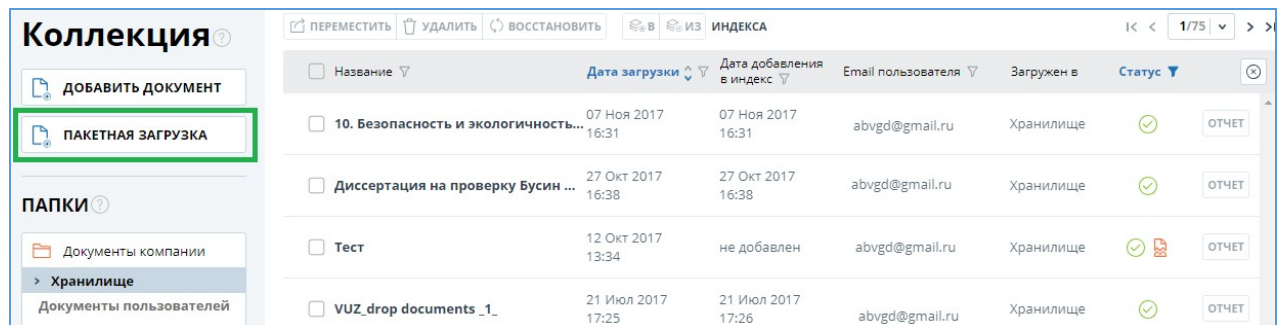 Коллекция
ДОБАВИТЬ ДОКУМЕНТ
ПАКЕТНАЯ ЗАГРУЗКА
ПАПКИ
Документы компании
Хранилище
Документы пользователей
ПЕРЕМЕСТИТЬ УДАЛИТЬ ВОССТАНОВИТЬ В ИЗ ИНДЕКСА 1/75
Название Дата загрузки Дата добавления в индекс Email пользователя Загружен в Статус
10. Безопасность и экологичность... 07 Ноя 2017 16:31 07 Ноя 2017 16:31 abvgd@gmail.ru Хранилище ОТЧЕТ
Диссертация на проверку Бусин ... 27 Окт 2017 16:38 27 Окт 2017 16:38 abvgd@gmail.ru Хранилище ОТЧЕТ
Тест 12 Окт 2017 13:34 не добавлен abvgd@gmail.ru Хранилище ОТЧЕТ
VUZ_drop documents _1_ 21 Июл 2017 17:25 21 Июл 2017 17:26 abvgd@gmail.ru Хранилище ОТЧЕТ